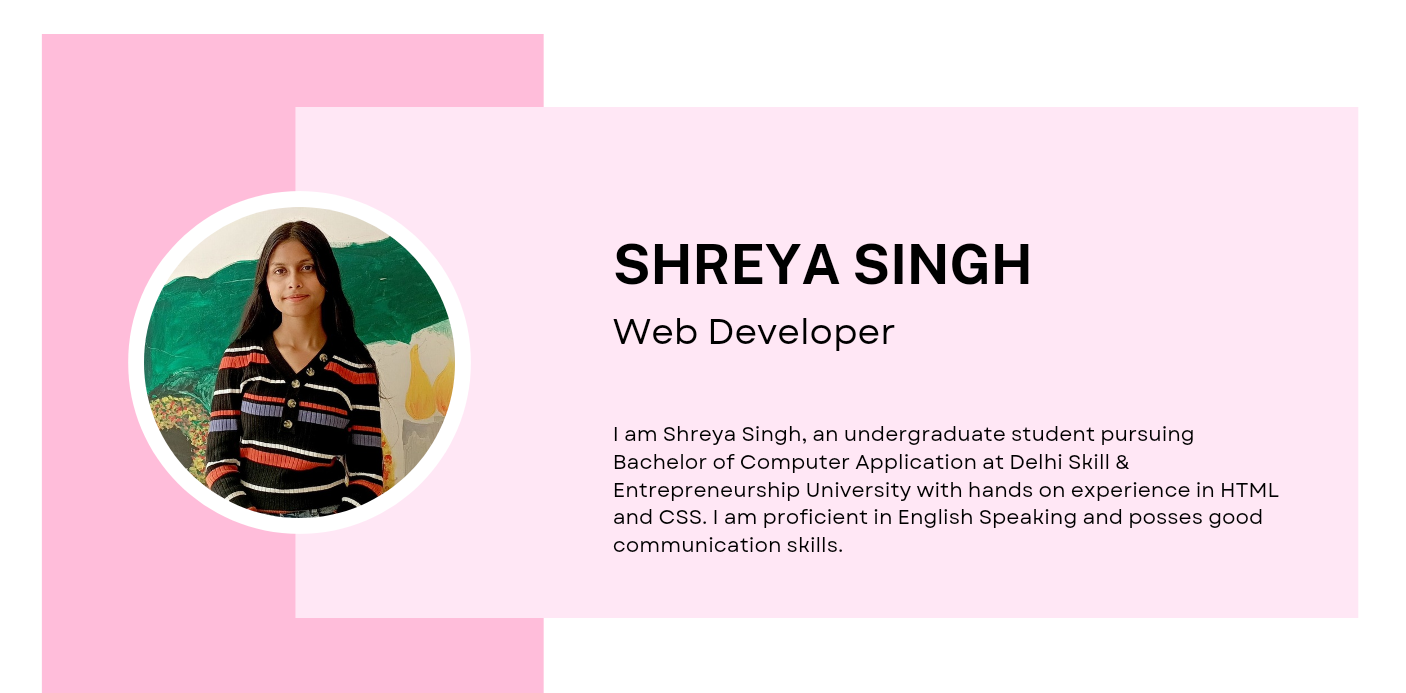 SHREYA SINGH
Web Developer
I am Shreya Singh, an undergraduate student pursuing
Bachelor of Computer Application at Delhi Skill &
Entrepreneurship University with hands on experience in HTML
and CSS. I am proficient in English Speaking and posses good
communication skills.